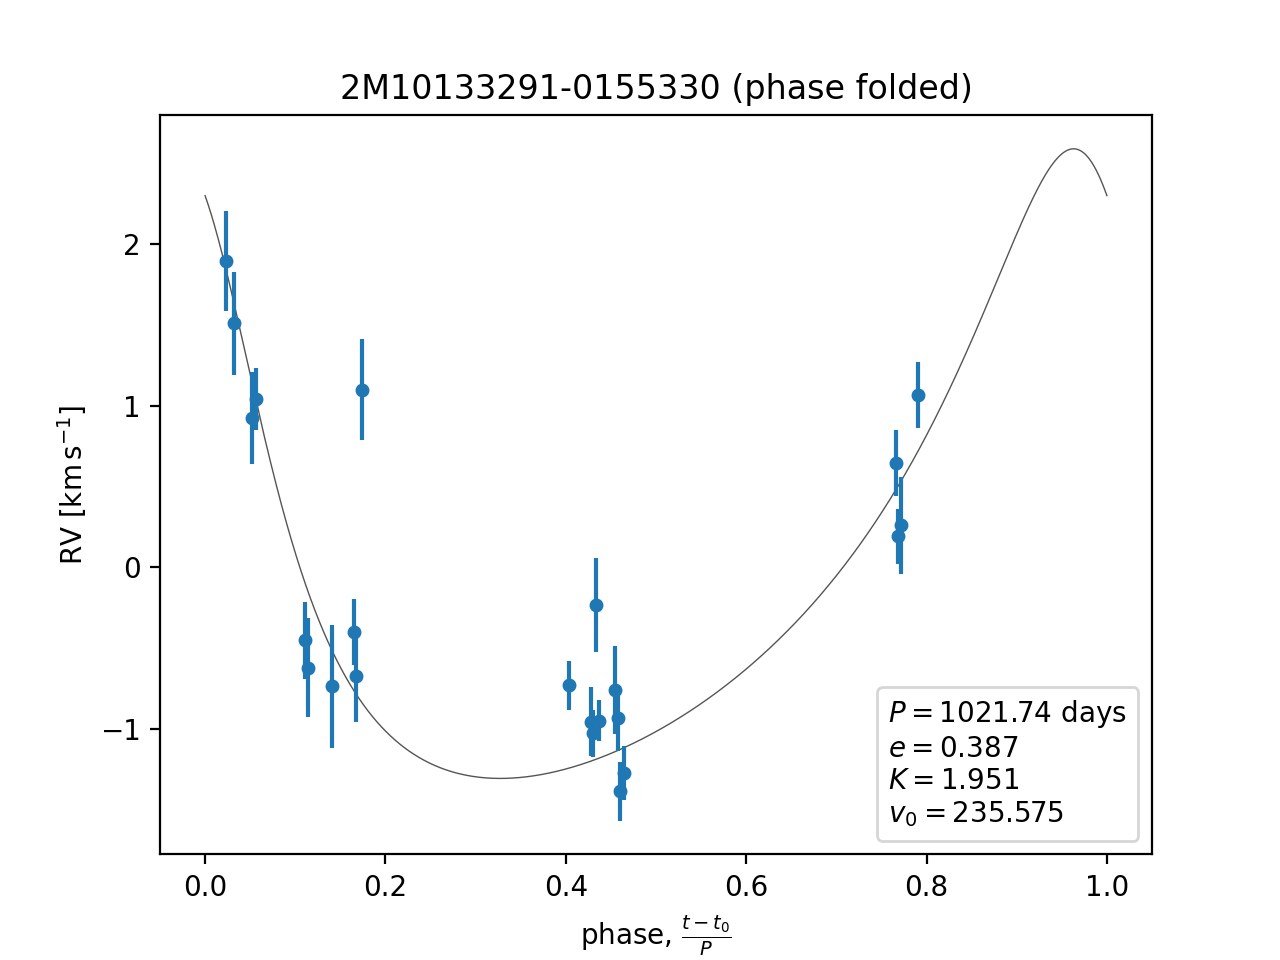 2M10133291-0155330 (phase folded)
RV [km s⁻¹]
2
1
0
−1
P = 1021.74 days
e = 0.387
K = 1.951
v₀ = 235.575
0.0 0.2 0.4 0.6 0.8 1.0
phase, (t − t₀)/P